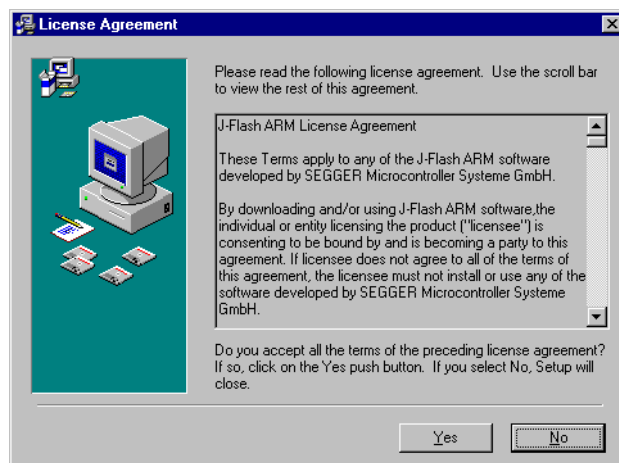 License Agreement
Please read the following license agreement. Use the scroll bar
to view the rest of this agreement.
J-Flash ARM License Agreement
These Terms apply to any of the J-Flash ARM software
developed by SEGGER Microcontroller Systeme GmbH.
By downloading and/or using J-Flash ARM software,the
individual or entity licensing the product ("licensee") is
consenting to be bound by and is becoming a party to this
agreement. If licensee does not agree to all of the terms of
this agreement, the licensee must not install or use any of the
software developed by SEGGER Microcontroller Systeme
GmbH.
Do you accept all the terms of the preceding license agreement?
If so, click on the Yes push button. If you select No, Setup will
close.
Yes
No